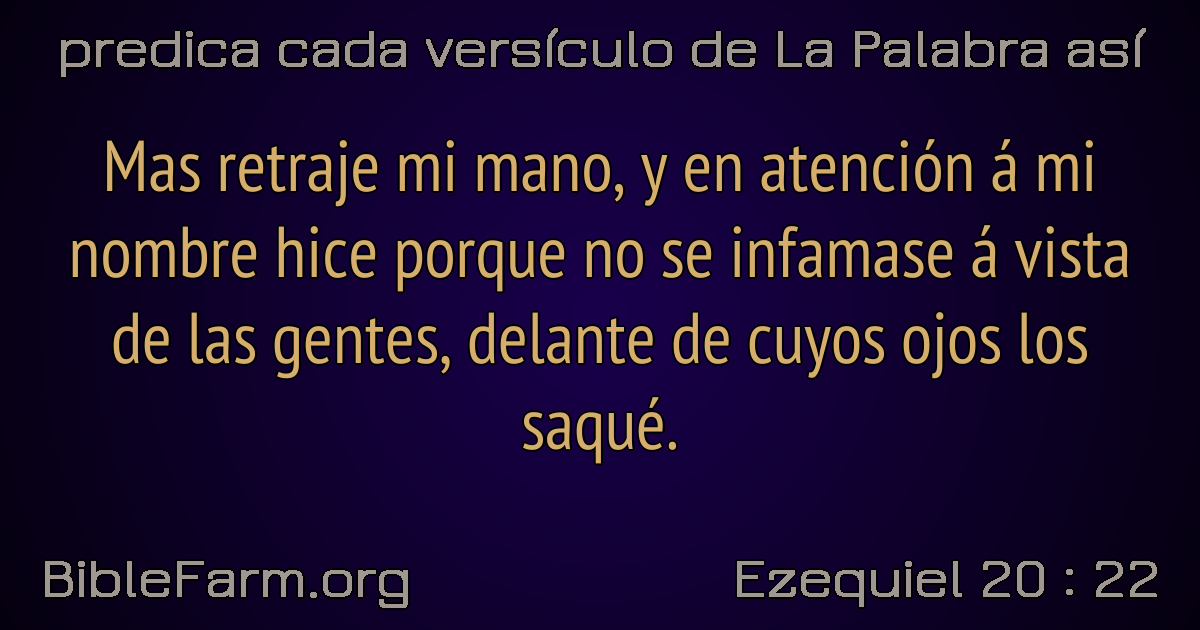 predica cada versículo de La Palabra así
Mas retraje mi mano, y en atención á mi
nombre hice porque no se infamase á vista
de las gentes, delante de cuyos ojos los
saqué.
BibleFarm.org
Ezequiel 20 : 22